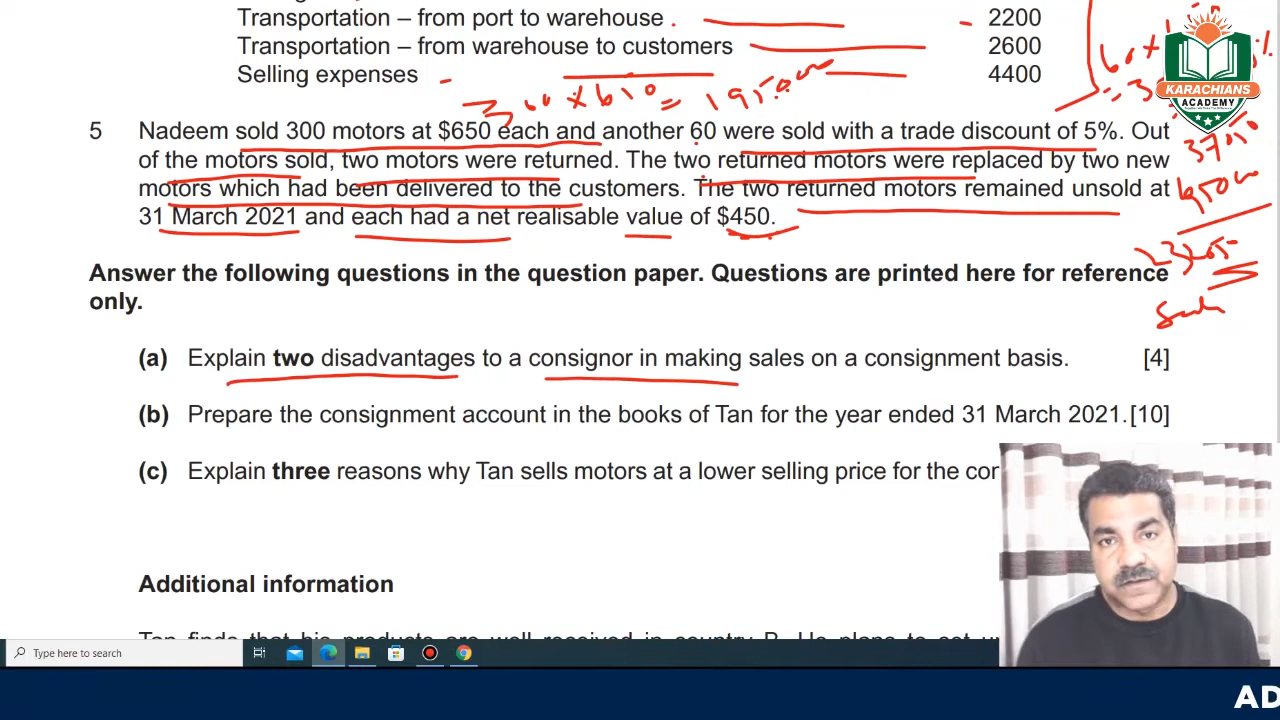 Transportation – from port to warehouse 2200
Transportation – from warehouse to customers 2600
Selling expenses 4400
KARACHIANS
ACADEMY
300 × 650 = 195000
5 Nadeem sold 300 motors at $650 each and another 60 were sold with a trade discount of 5%. Out
of the motors sold, two motors were returned. The two returned motors were replaced by two new
motors which had been delivered to the customers. The two returned motors remained unsold at
31 March 2021 and each had a net realisable value of $450.
37050
195000
Answer the following questions in the question paper. Questions are printed here for reference
only.
(a) Explain two disadvantages to a consignor in making sales on a consignment basis. [4]
(b) Prepare the consignment account in the books of Tan for the year ended 31 March 2021. [10]
(c) Explain three reasons why Tan sells motors at a lower selling price for the
Additional information
Type here to search
AD